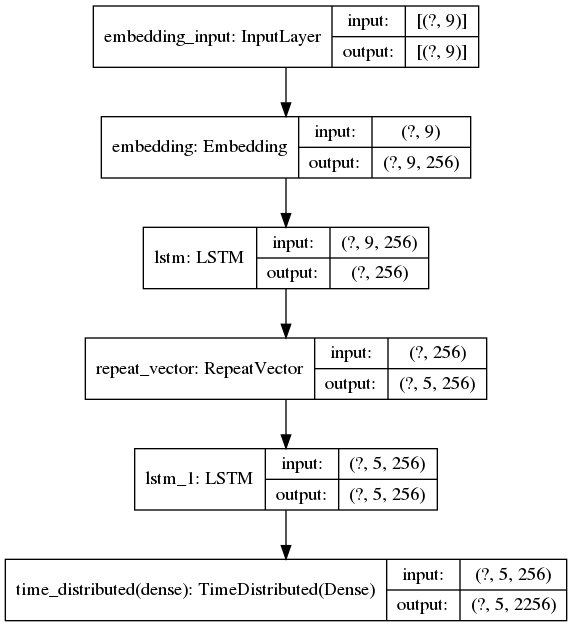 embedding_input: InputLayer input: [(?, 9)]
output: [(?, 9)]
embedding: Embedding input: (?, 9)
output: (?, 9, 256)
lstm: LSTM input: (?, 9, 256)
output: (?, 256)
repeat_vector: RepeatVector input: (?, 256)
output: (?, 5, 256)
lstm_1: LSTM input: (?, 5, 256)
output: (?, 5, 256)
time_distributed(dense): TimeDistributed(Dense) input: (?, 5, 256)
output: (?, 5, 2256)